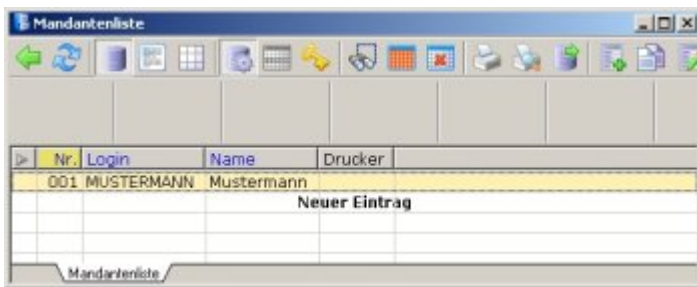 Mandantenliste
Nr. Login Name Drucker
001 MUSTERMANN Mustermann
Neuer Eintrag
Mandantenliste